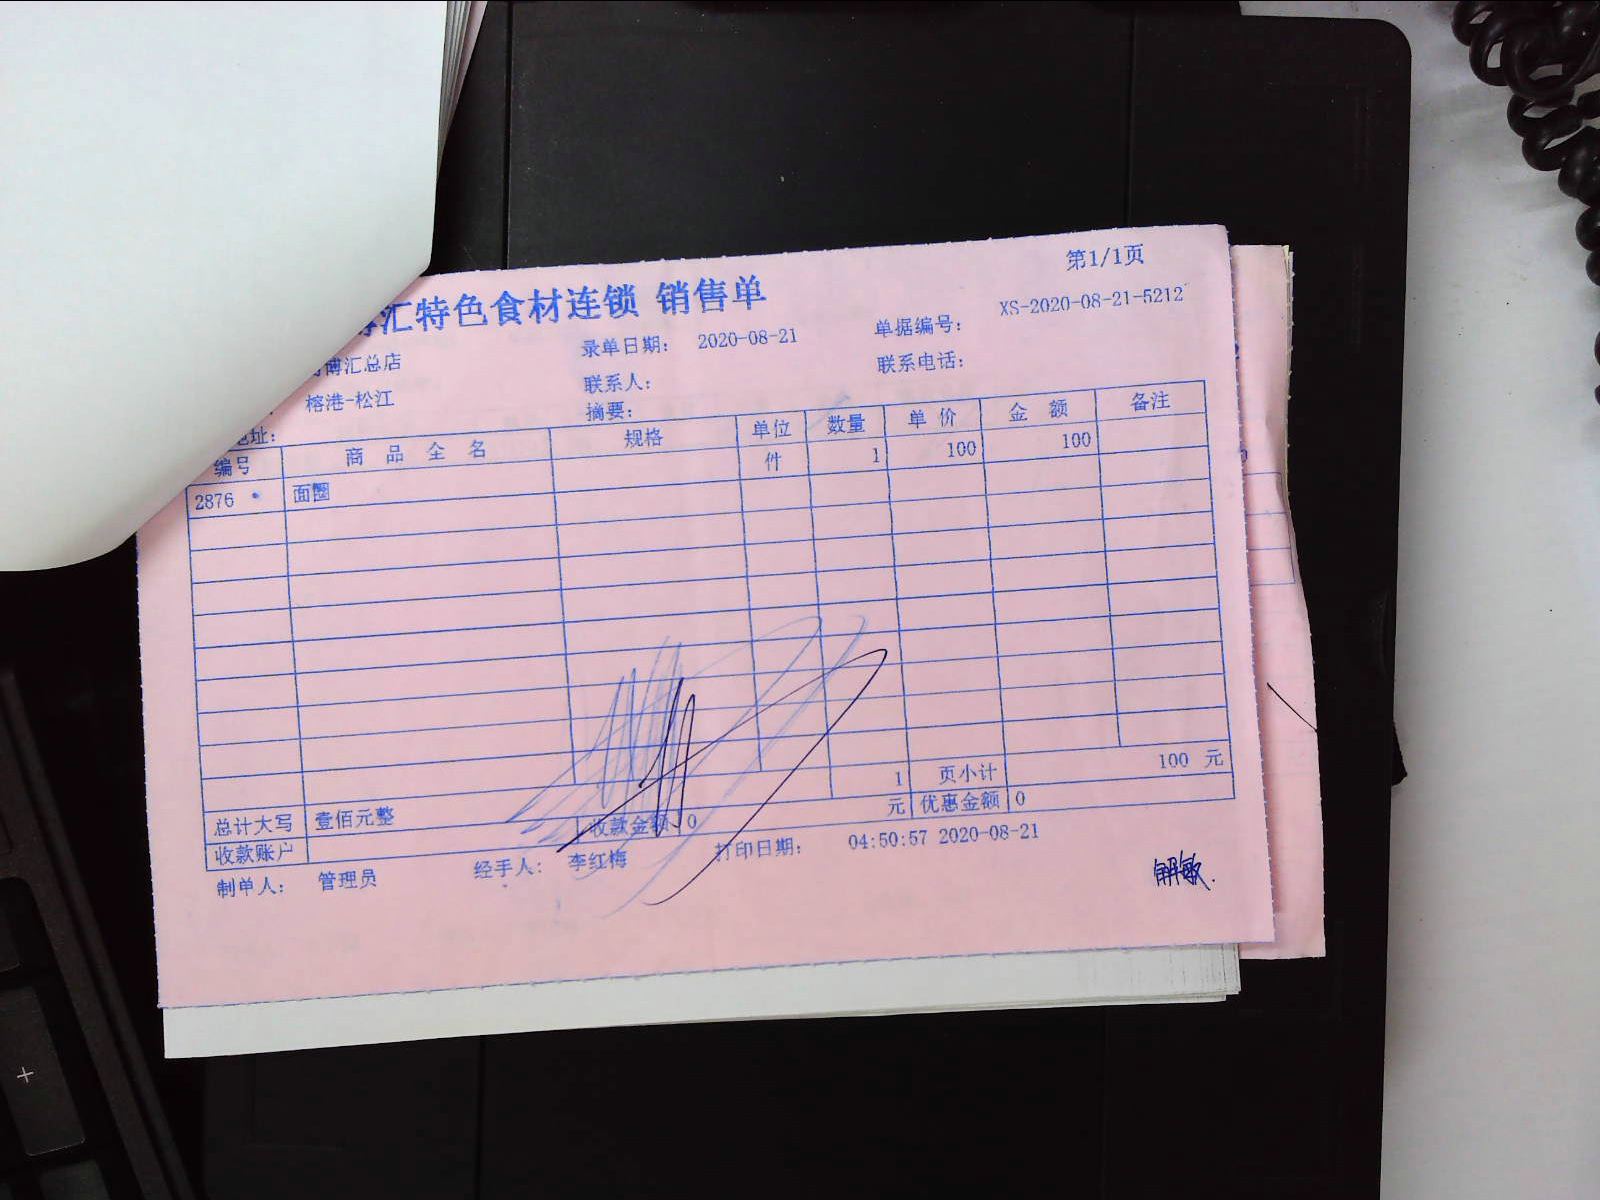 第1/1页
汇特色食材连锁 销售单
录单日期: 2020-08-21 单据编号: XS-2020-08-21-5212
博汇总店 联系人: 联系电话:
榕港-松江 摘要:
址:
编号 商品全名 规格 单位 数量 单价 金额 备注
2876 面圈 件 1 100 100
1 页小计 100 元
总计大写 壹佰元整 收款金额 0 元 优惠金额 0
收款账户
制单人: 管理员 经手人: 李红梅 打印日期: 04:50:57 2020-08-21
解敏.
+